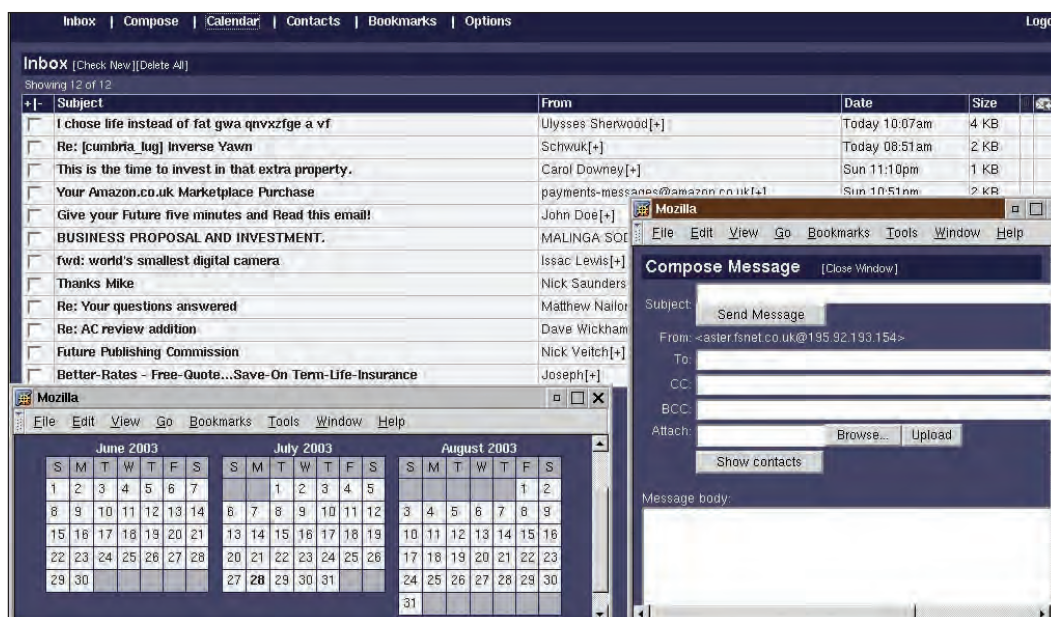 Inbox | Compose | Calendar | Contacts | Bookmarks | Options Logo
Inbox [Check New][Delete All]
Showing 12 of 12
+|- Subject From Date Size
I chose life instead of fat gwa qnvxzfge a vf Ulysses Sherwood[+] Today 10:07am 4 KB
Re: [cumbria_lug] Inverse Yawn Schwuk[+] Today 08:51am 2 KB
This is the time to invest in that extra property. Carol Downey[+] Sun 11:10pm 1 KB
Your Amazon.co.uk Marketplace Purchase payments-messages@amazon.co.uk[+] Sun 10:51pm 2 KB
Give your Future five minutes and Read this email! John Doe[+]
BUSINESS PROPOSAL AND INVESTMENT. MALINGA SO
fwd: world's smallest digital camera Issac Lewis[+]
Thanks Mike Nick Saunders
Re: Your questions answered Matthew Nailor
Re: AC review addition Dave Wickham
Future Publishing Commission Nick Veitch[+]
Better-Rates - Free-Quote...Save-On Term-Life-Insurance Joseph[+]
Mozilla
File Edit View Go Bookmarks Tools Window Help
Compose Message [Close Window]
Subject:
Send Message
From: <aster.fsnet.co.uk@195.92.193.154>
To:
CC:
BCC:
Attach: Browse... Upload
Show contacts
Message body:
Mozilla
File Edit View Go Bookmarks Tools Window Help
June 2003 July 2003 August 2003
S M T W T F S S M T W T F S S M T W T F S
1 2 3 4 5 6 7 1 2 3 4 5 1 2
8 9 10 11 12 13 14 6 7 8 9 10 11 12 3 4 5 6 7 8 9
15 16 17 18 19 20 21 13 14 15 16 17 18 19 10 11 12 13 14 15 16
22 23 24 25 26 27 28 20 21 22 23 24 25 26 17 18 19 20 21 22 23
29 30 27 28 29 30 31 24 25 26 27 28 29 30
31